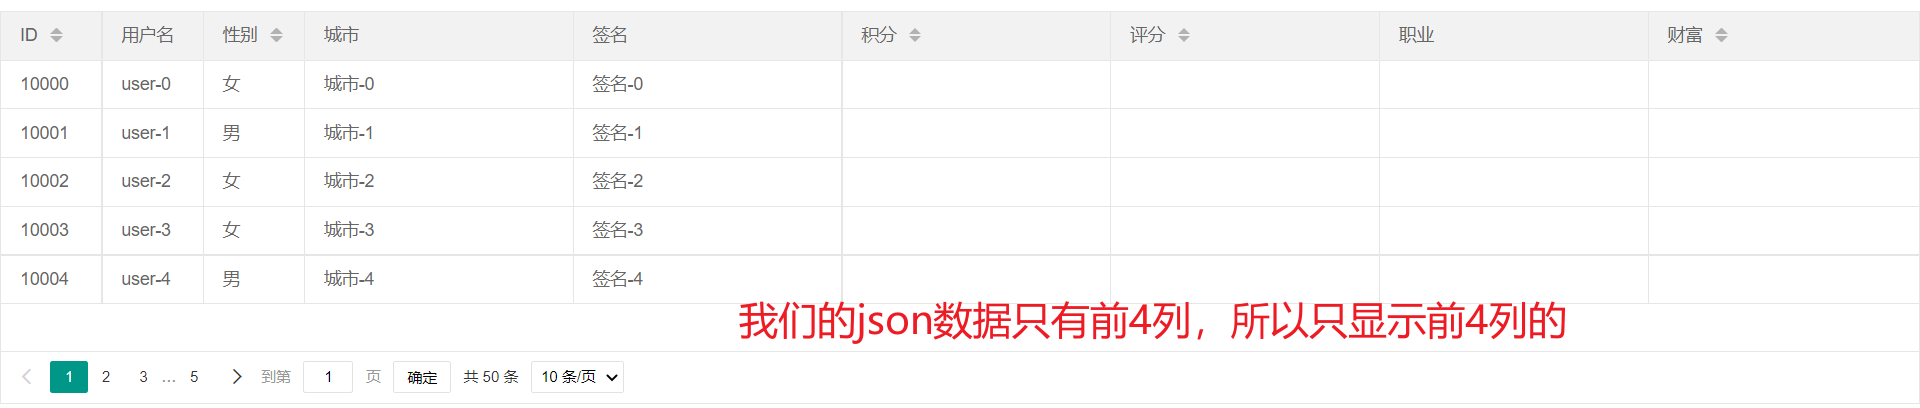 ID 用户名 性别 城市 签名 积分 评分 职业 财富
10000 user-0 女 城市-0 签名-0
10001 user-1 男 城市-1 签名-1
10002 user-2 女 城市-2 签名-2
10003 user-3 女 城市-3 签名-3
10004 user-4 男 城市-4 签名-4
我们的json数据只有前4列，所以只显示前4列的
1 2 3 … 5 到第 1 页 确定 共 50 条 10 条/页